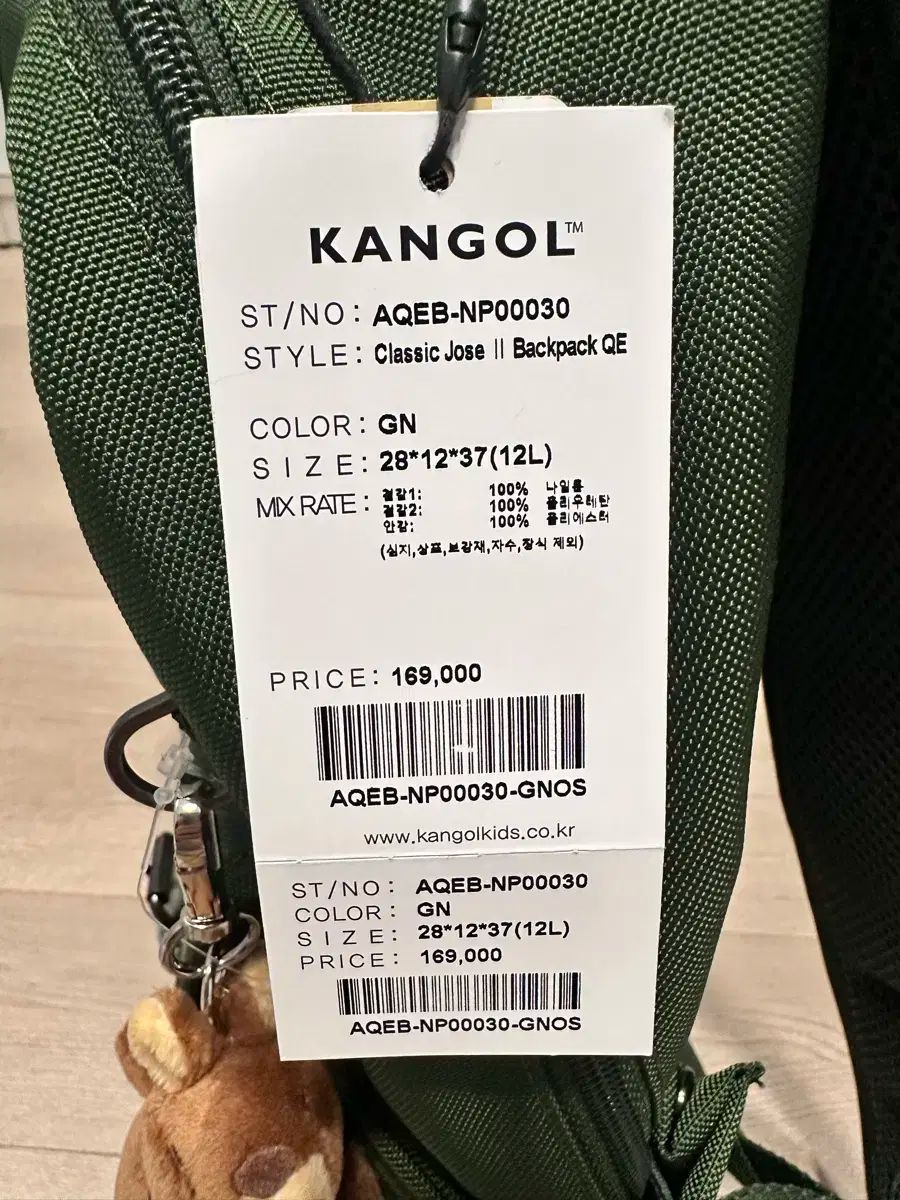 KANGOL™
ST/NO: AQEB-NP00030
STYLE: Classic Jose Ⅱ Backpack QE
COLOR: GN
SIZE: 28*12*37(12L)
MIX RATE: 겉감1: 100% 나일론
겉감2: 100% 폴리우레탄
안감: 100% 폴리에스터
(심지,상표,보강재,자수,장식 제외)
PRICE: 169,000
AQEB-NP00030-GNOS
www.kangolkids.co.kr
ST/NO: AQEB-NP00030
COLOR: GN
SIZE: 28*12*37(12L)
PRICE: 169,000
AQEB-NP00030-GNOS